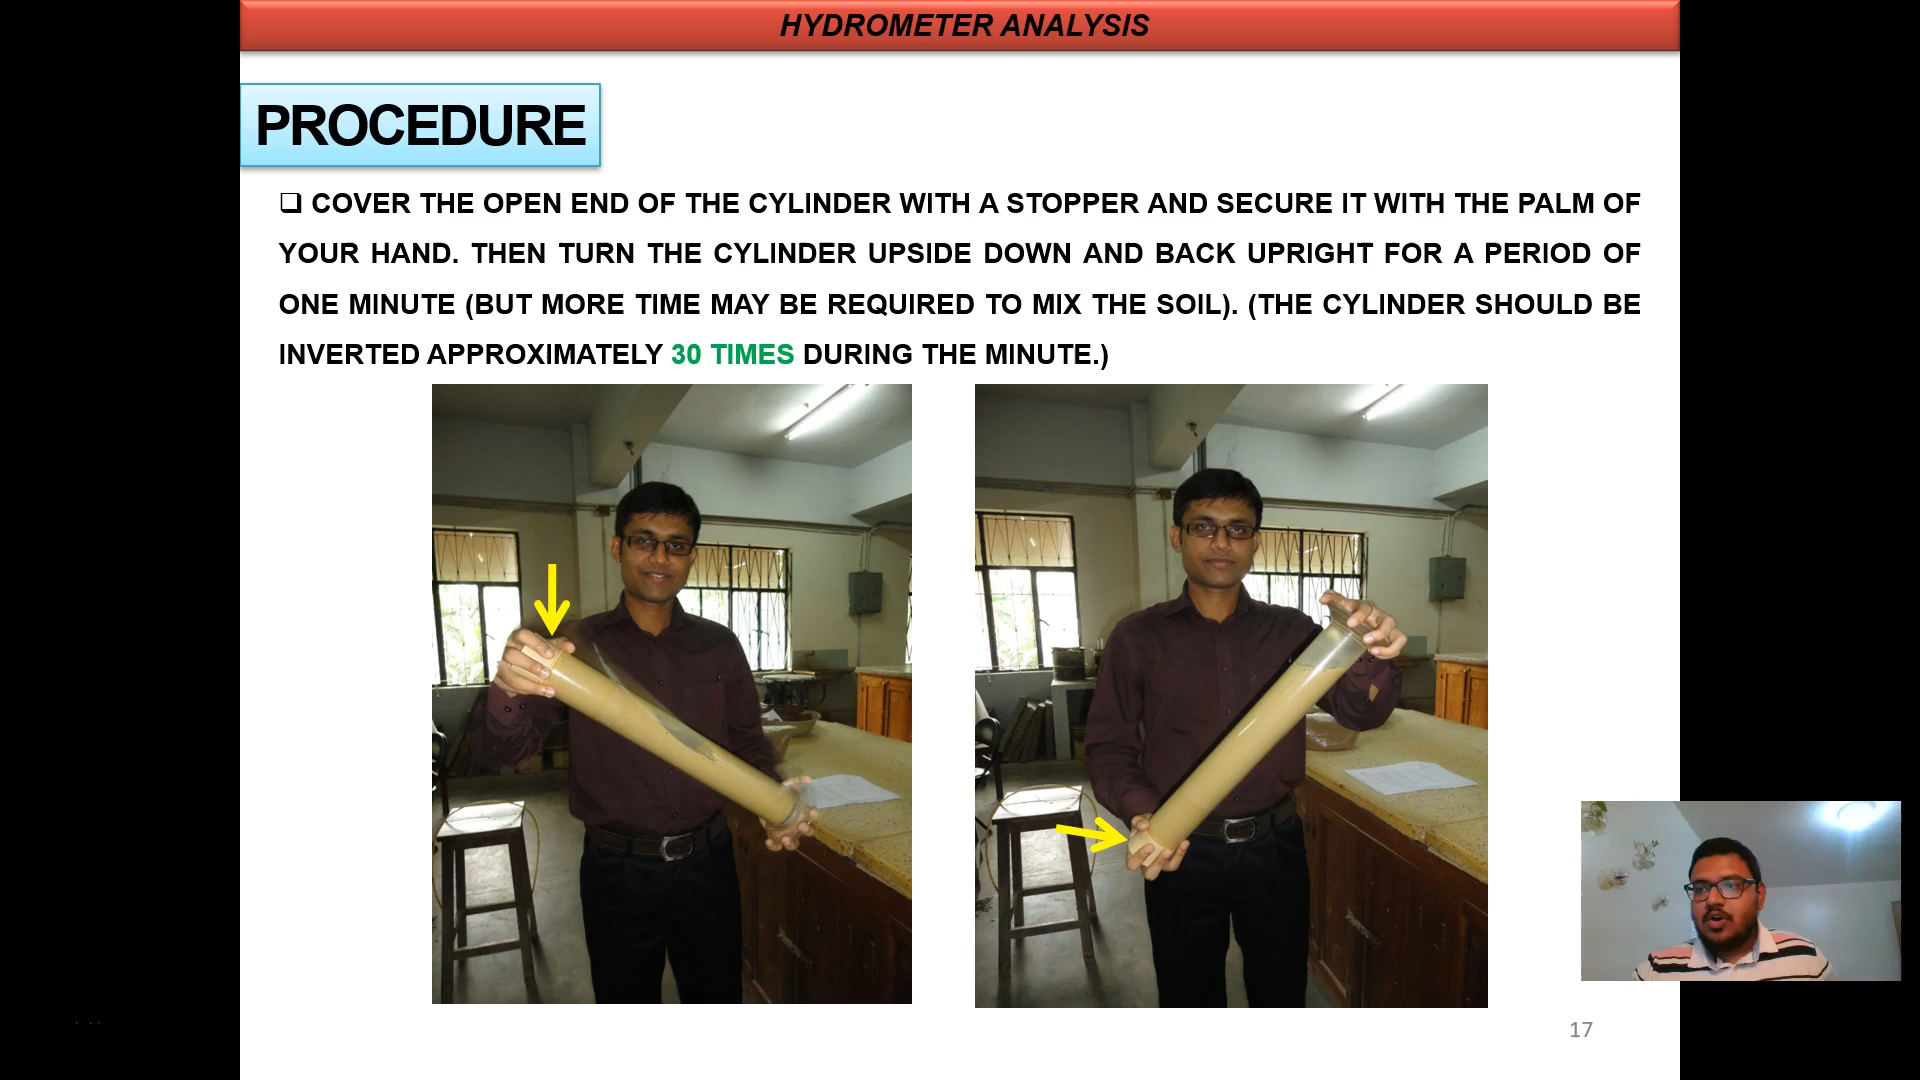 HYDROMETER ANALYSIS
PROCEDURE
❑ COVER THE OPEN END OF THE CYLINDER WITH A STOPPER AND SECURE IT WITH THE PALM OF
YOUR HAND. THEN TURN THE CYLINDER UPSIDE DOWN AND BACK UPRIGHT FOR A PERIOD OF
ONE MINUTE (BUT MORE TIME MAY BE REQUIRED TO MIX THE SOIL). (THE CYLINDER SHOULD BE
INVERTED APPROXIMATELY 30 TIMES DURING THE MINUTE.)
17